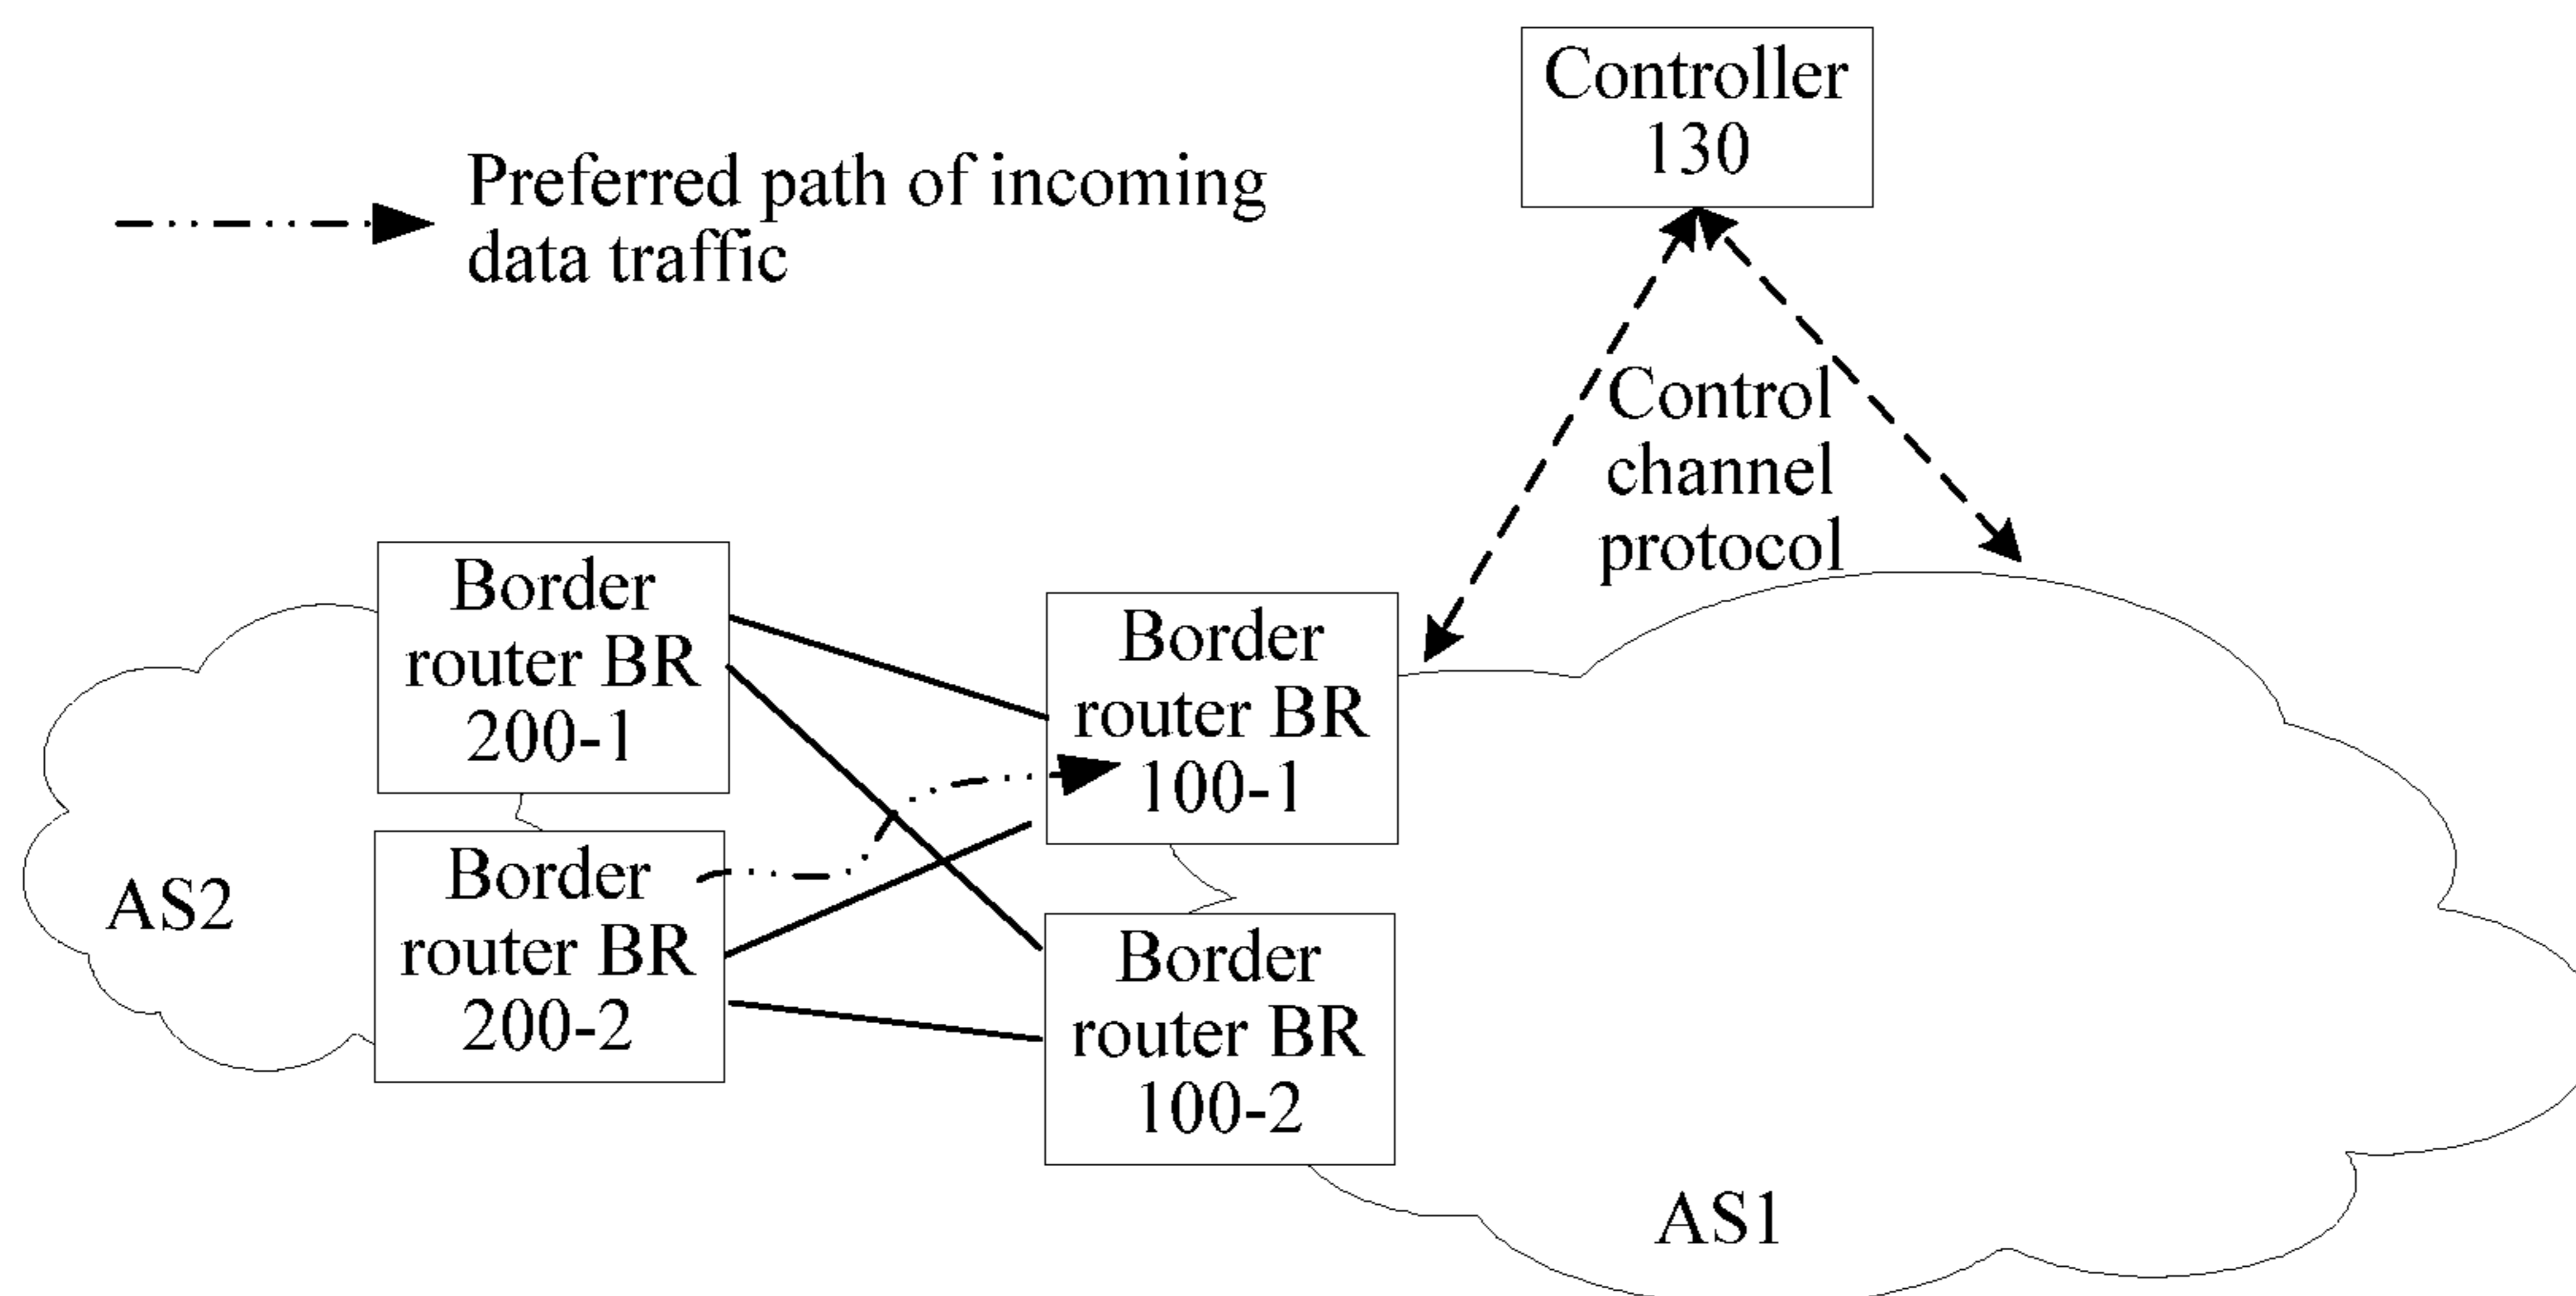 Controller
130
Preferred path of incoming
data traffic
Control
channel
protocol
Border
router BR
200-1
Border
router BR
100-1
Border
router BR
200-2
AS2
Border
router BR
100-2
AS1